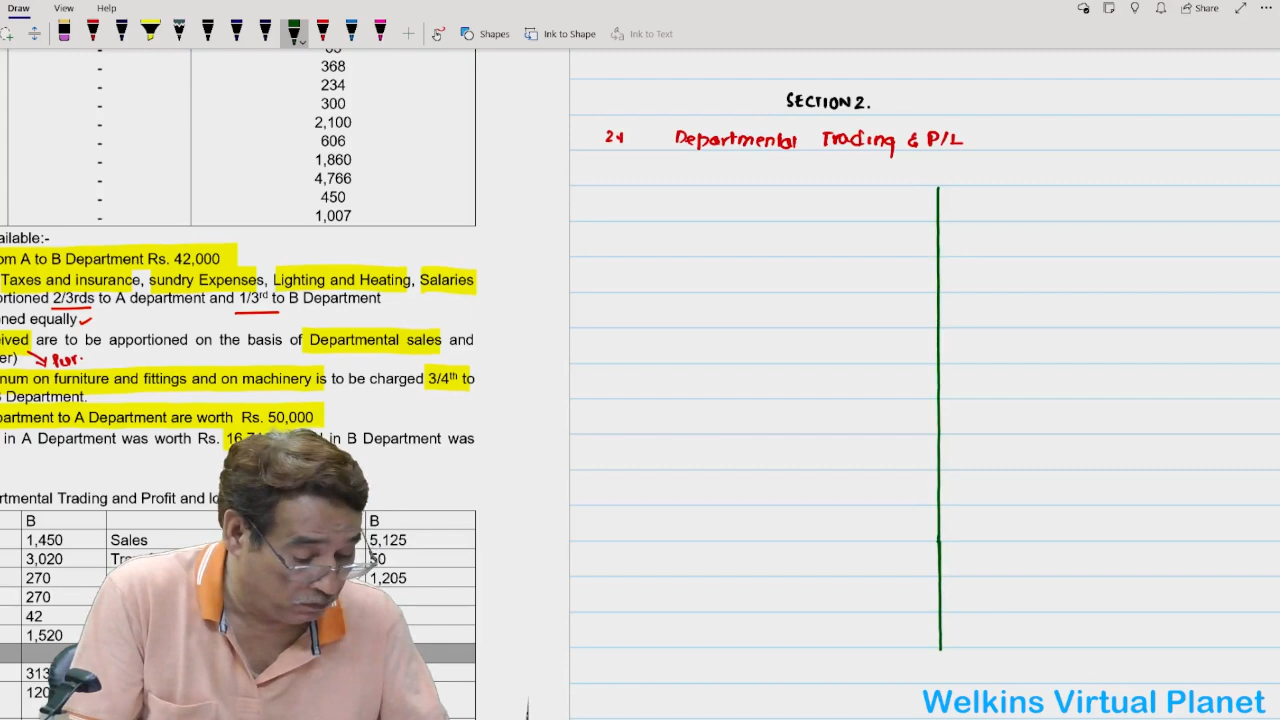 Draw View Help Share
Shapes Ink to Shape Ink to Text
- 368
- 234
- 300
- 2,100
- 606
- 1,860
- 4,766
- 450
- 1,007
ailable:-
om A to B Department Rs. 42,000
Taxes and insurance, sundry Expenses, Lighting and Heating, Salaries
ortioned 2/3rds to A department and 1/3rd to B Department
ned equally
ived are to be apportioned on the basis of Departmental sales and
er) Pur.
num on furniture and fittings and on machinery is to be charged 3/4th to
B Department.
partment to A Department are worth Rs. 50,000
in A Department was worth Rs. in B Department was
rtmental Trading and Profit and lo
B B
1,450 Sales 5,125
3,020 50
270 1,205
270
42
1,520
313
120
SECTION 2.
24 Departmental Trading & P/L
Welkins Virtual Planet